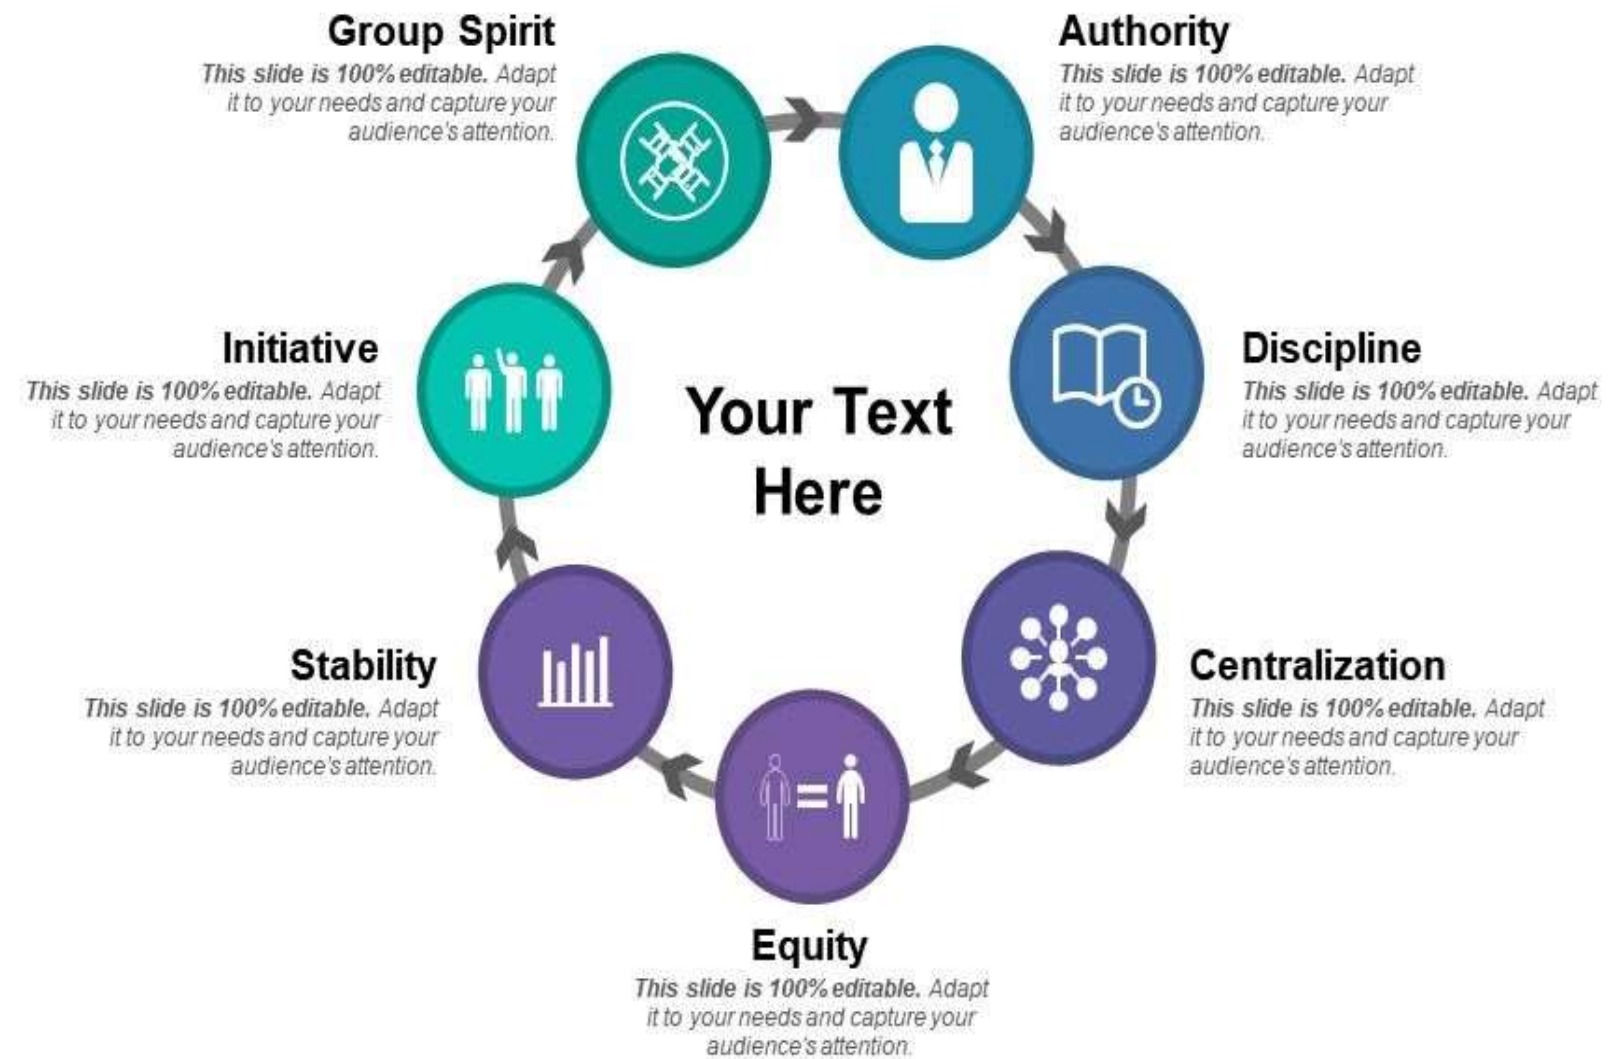 Group Spirit
This slide is 100% editable. Adapt
it to your needs and capture your
audience's attention.
Authority
This slide is 100% editable. Adapt
it to your needs and capture your
audience's attention.
Discipline
This slide is 100% editable. Adapt
it to your needs and capture your
audience's attention.
Initiative
This slide is 100% editable. Adapt
it to your needs and capture your
audience's attention.
Your Text
Here
Stability
This slide is 100% editable. Adapt
it to your needs and capture your
audience's attention.
Centralization
This slide is 100% editable. Adapt
it to your needs and capture your
audience's attention.
Equity
This slide is 100% editable. Adapt
it to your needs and capture your
audience's attention.